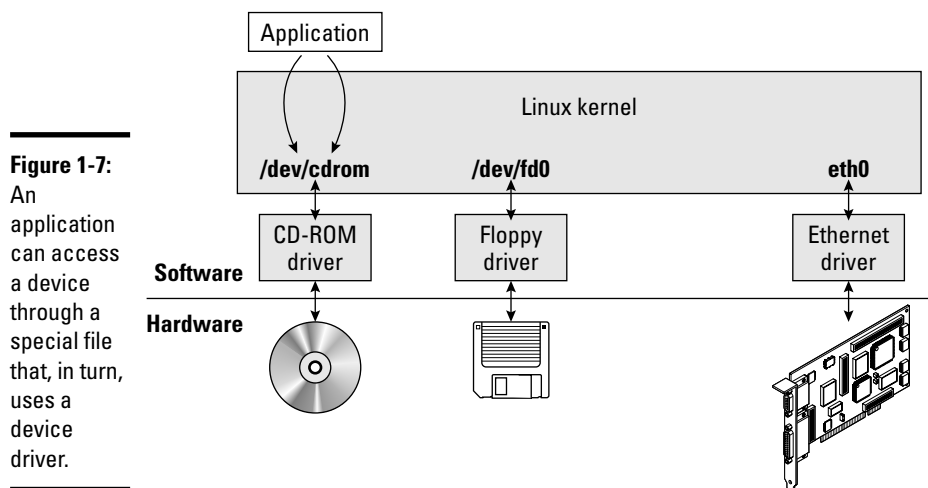 Application
Linux kernel
/dev/cdrom
/dev/fd0
eth0
CD-ROM
driver
Floppy
driver
Ethernet
driver
Software
Hardware
Figure 1-7:
An
application
can access
a device
through a
special file
that, in turn,
uses a
device
driver.